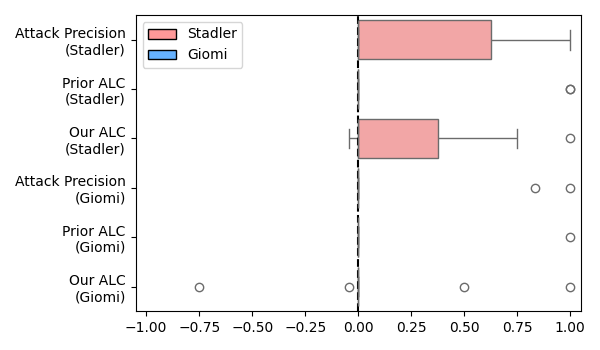 Stadler
Giomi
Attack Precision
(Stadler)
Prior ALC
(Stadler)
Our ALC
(Stadler)
Attack Precision
(Giomi)
Prior ALC
(Giomi)
Our ALC
(Giomi)
−1.00 −0.75 −0.50 −0.25 0.00 0.25 0.50 0.75 1.00